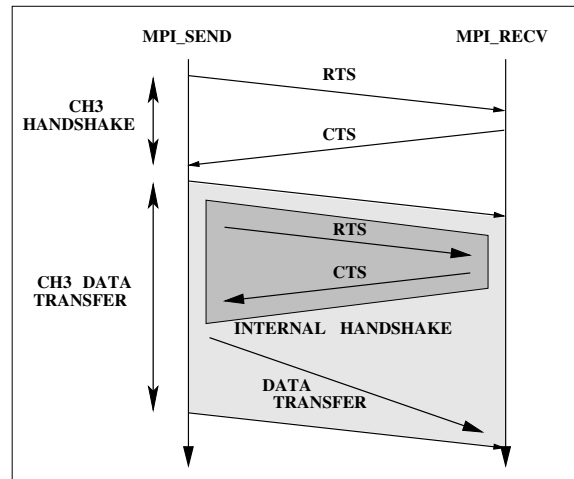 MPI_SEND
MPI_RECV
RTS
CH3
HANDSHAKE
CTS
RTS
CTS
CH3 DATA
TRANSFER
INTERNAL HANDSHAKE
DATA
TRANSFER